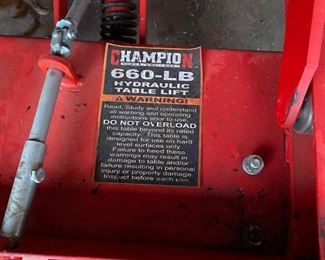 CHAMPION
POWER EQUIPMENT
660-LB
HYDRAULIC
TABLE LIFT
WARNING!
Read, Study and understand
all warning and operating
instructions prior to use.
DO NOT OVERLOAD
this table beyond its rated
capacity. This table is
designed for use on hard
level surfaces only.
Failure to heed these
warnings may result in
damage to table and/or
failure resulting in personal
injury or property damage.
Inspect before each use.